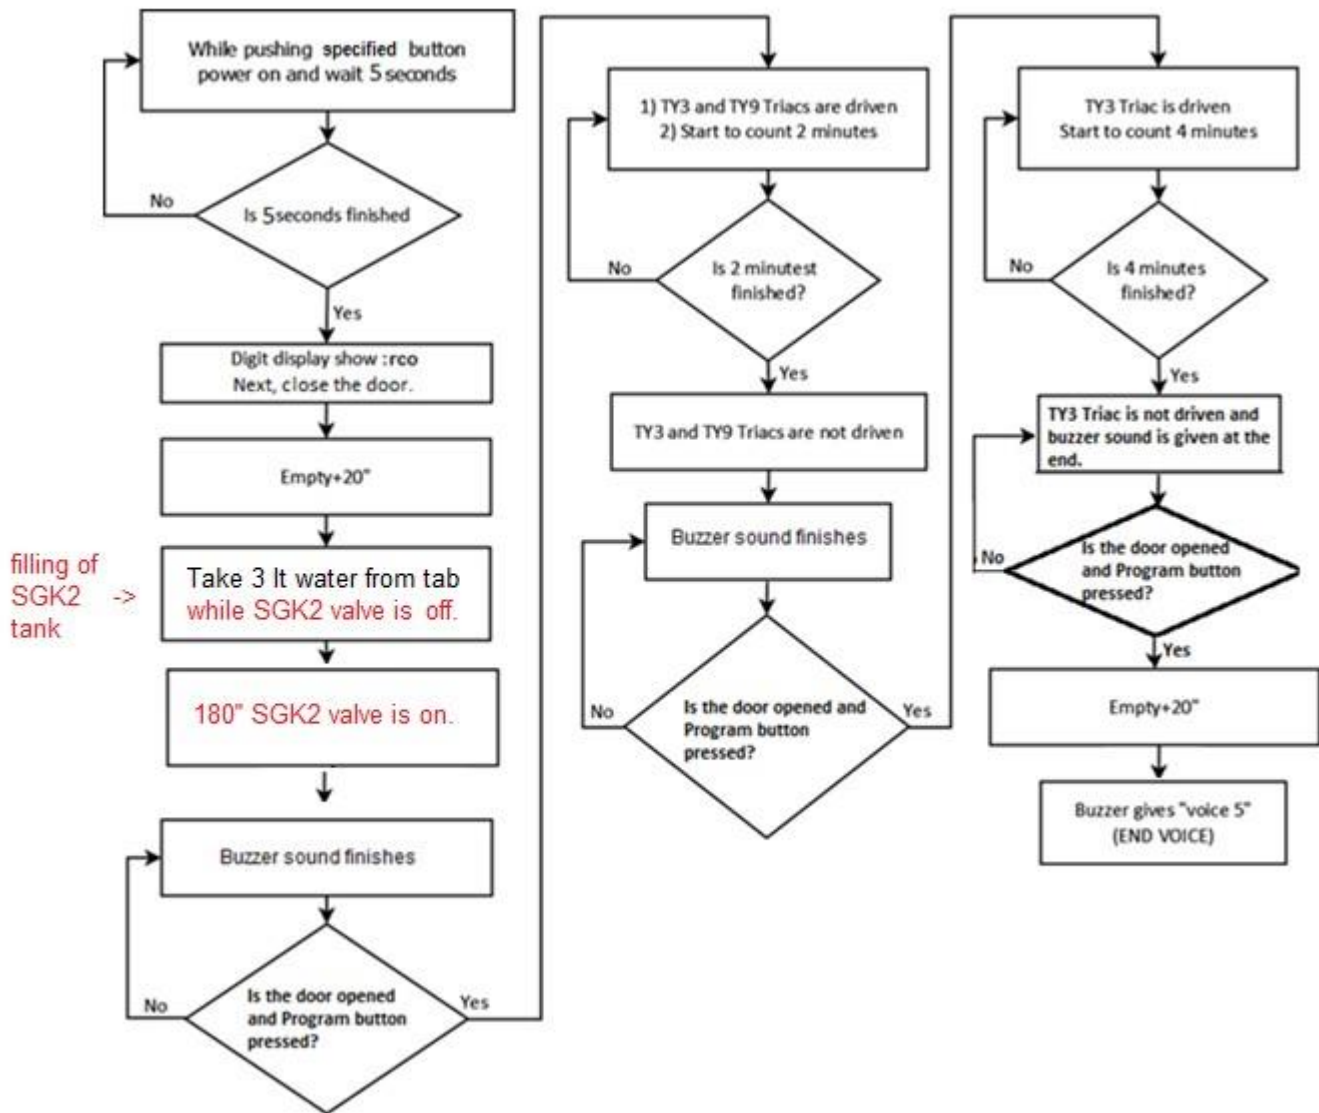 While pushing specified button
power on and wait 5 seconds
No
Is 5seconds finished
Yes
Digit display show :rco
Next, close the door.
Empty+20"
filling of
SGK2 ->
tank
Take 3 lt water from tab
while SGK2 valve is off.
180" SGK2 valve is on.
Buzzer sound finishes
No
Is the door opened
and Program button
pressed?
Yes
1) TY3 and TY9 Triacs are driven
2) Start to count 2 minutes
No
Is 2 minutest
finished?
Yes
TY3 and TY9 Triacs are not driven
Buzzer sound finishes
No
Is the door opened and
Program button
pressed?
Yes
TY3 Triac is driven
Start to count 4 minutes
No
Is 4 minutes
finished?
Yes
TY3 Triac is not driven and
buzzer sound is given at the
end.
No
Is the door opened
and Program button
pressed?
Yes
Empty+20"
Buzzer gives "voice 5"
(END VOICE)